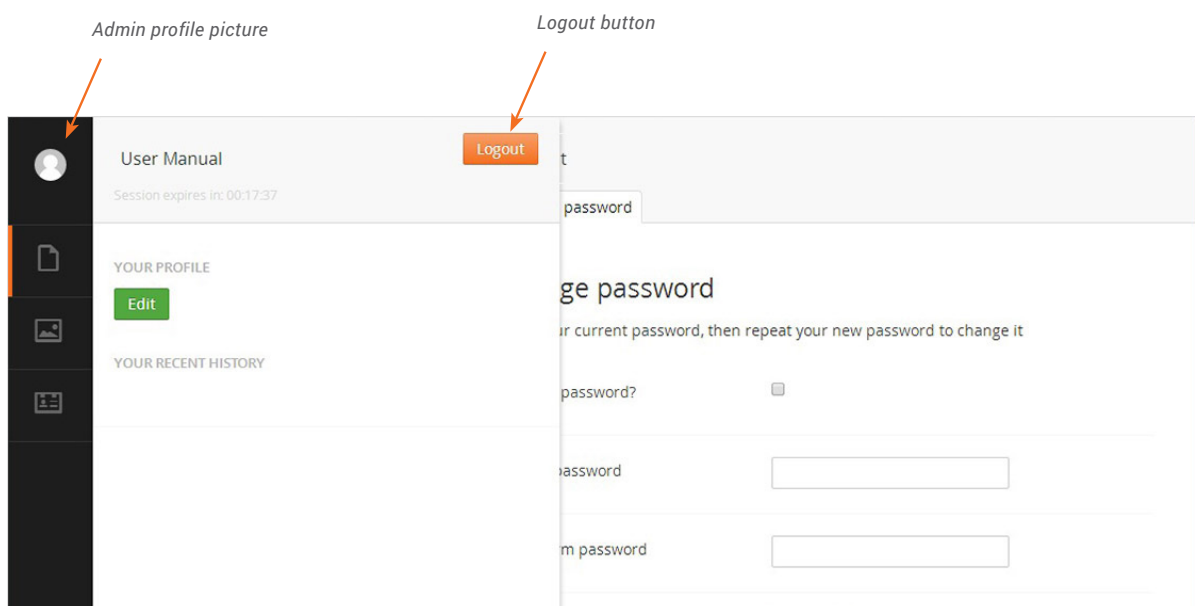 Admin profile picture
Logout button
User Manual
Logout
Session expires in: 00:17:37
t
password
YOUR PROFILE
Edit
YOUR RECENT HISTORY
ge password
ur current password, then repeat your new password to change it
password?
password
m password